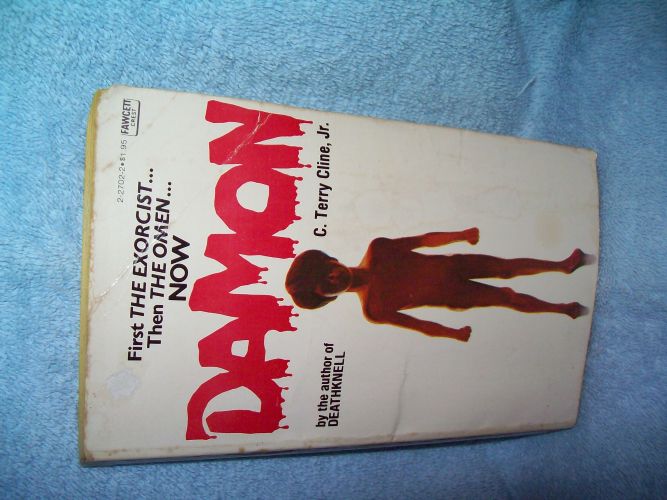 FAWCETT
CREST
2-2702-2 • $1.95
First THE EXORCIST...
Then THE OMEN...
NOW
DAMON
C. Terry Cline, Jr.
by the author of
DEATHKNELL